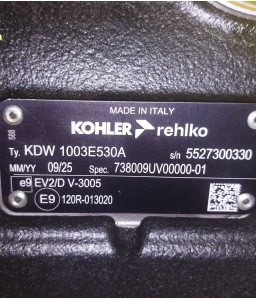 MADE IN ITALY
KOHLER rehlko
Ty. KDW 1003E530A s/n 5527300330
MM/YY 09/25 Spec. 738009UV00000-01
e9 EV2/D V-3005
E9 120R-013020